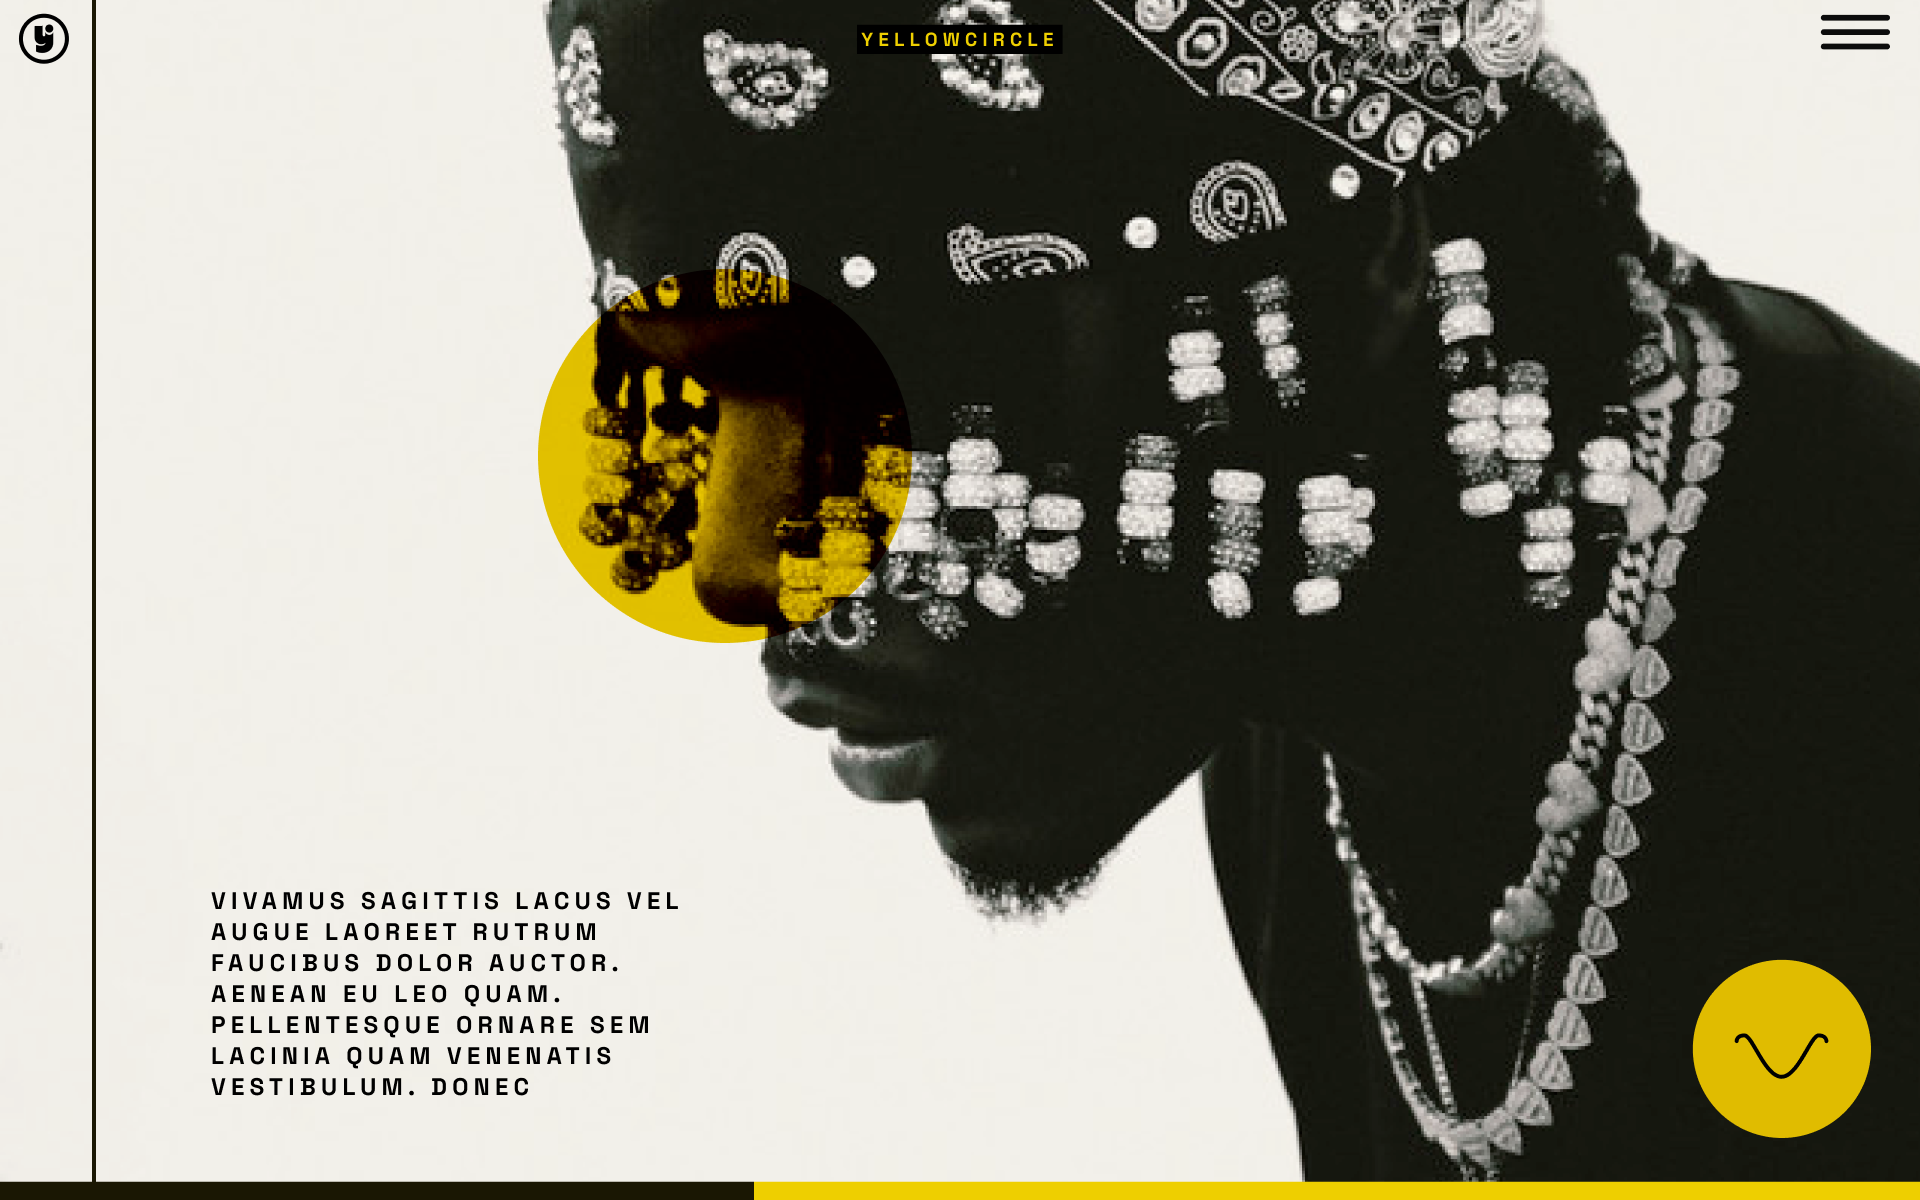 y
YELLOWCIRCLE
VIVAMUS SAGITTIS LACUS VEL
AUGUE LAOREET RUTRUM
FAUCIBUS DOLOR AUCTOR.
AENEAN EU LEO QUAM.
PELLENTESQUE ORNARE SEM
LACINIA QUAM VENENATIS
VESTIBULUM. DONEC